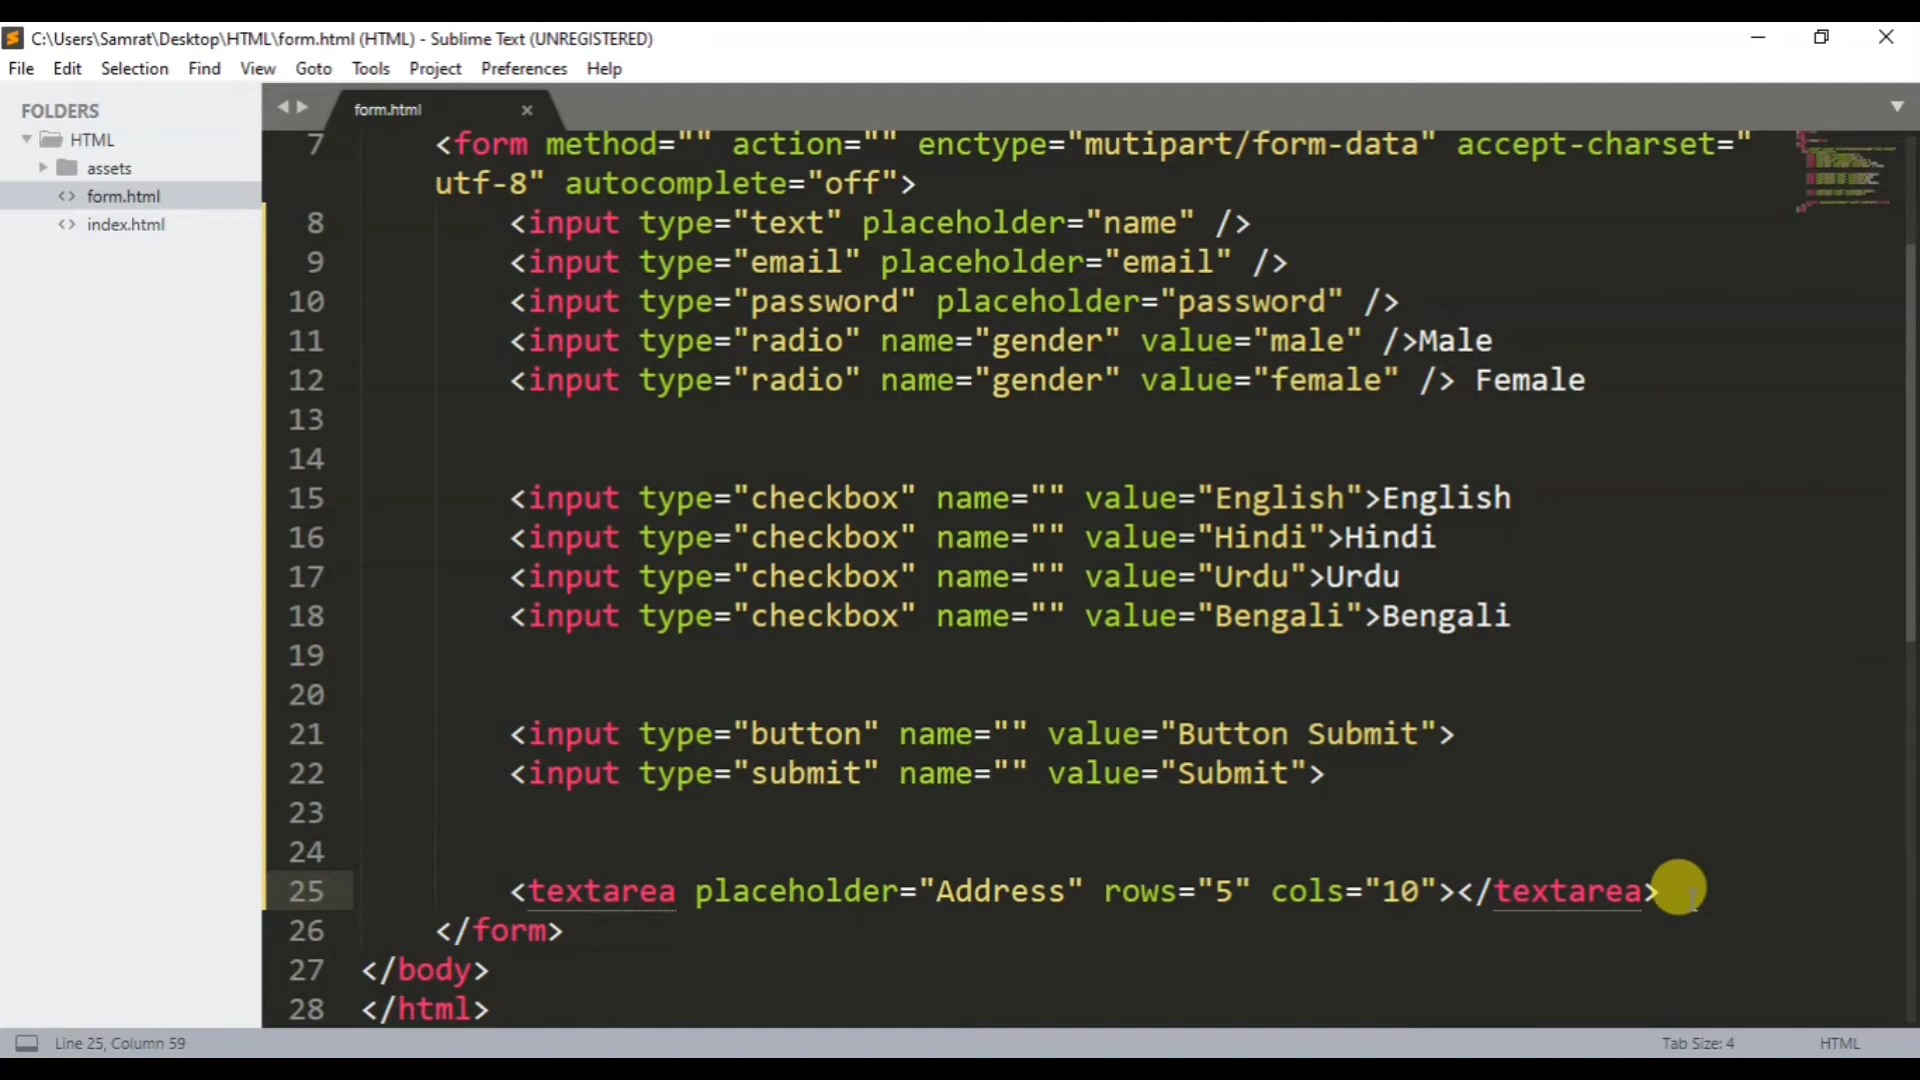 C:\Users\Samrat\Desktop\HTML\form.html (HTML) - Sublime Text (UNREGISTERED)
File Edit Selection Find View Goto Tools Project Preferences Help
FOLDERS
HTML
assets
form.html
index.html
form.html
7 <form method="" action="" enctype="mutipart/form-data" accept-charset="
utf-8" autocomplete="off">
8 <input type="text" placeholder="name" />
9 <input type="email" placeholder="email" />
10 <input type="password" placeholder="password" />
11 <input type="radio" name="gender" value="male" />Male
12 <input type="radio" name="gender" value="female" /> Female
13
14
15 <input type="checkbox" name="" value="English">English
16 <input type="checkbox" name="" value="Hindi">Hindi
17 <input type="checkbox" name="" value="Urdu">Urdu
18 <input type="checkbox" name="" value="Bengali">Bengali
19
20
21 <input type="button" name="" value="Button Submit">
22 <input type="submit" name="" value="Submit">
23
24
25 <textarea placeholder="Address" rows="5" cols="10"></textarea>
26 </form>
27 </body>
28 </html>
Line 25, Column 59 Tab Size: 4 HTML